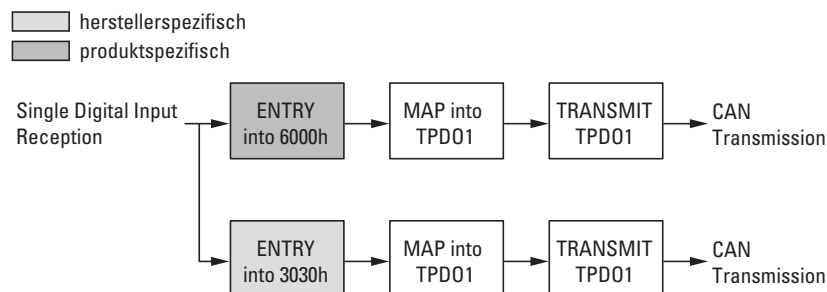 herstellerspezifisch
produktspezifisch
Single Digital Input
Reception
ENTRY
into 6000h
MAP into
TPDO1
TRANSMIT
TPDO1
CAN
Transmission
ENTRY
into 3030h
MAP into
TPDO1
TRANSMIT
TPDO1
CAN
Transmission